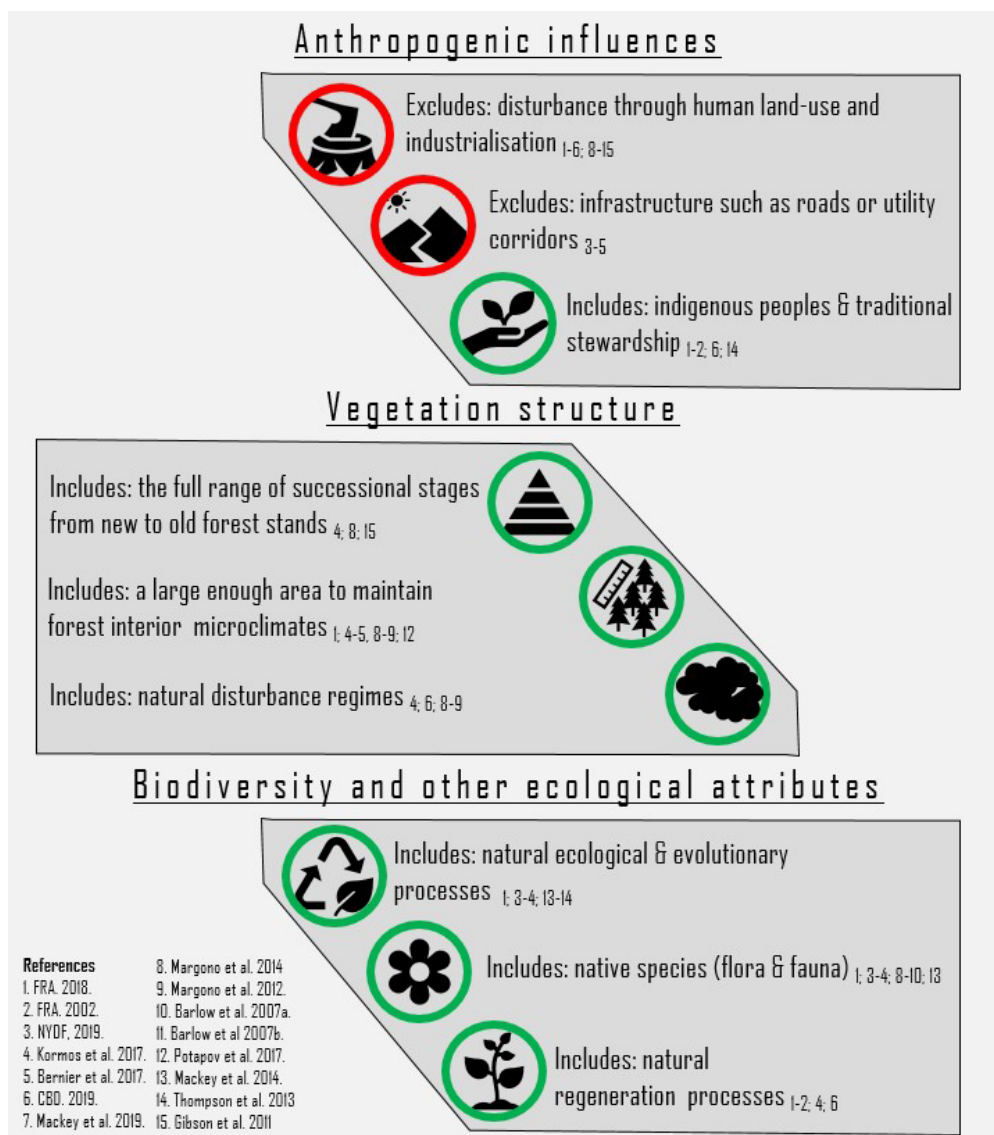 Anthropogenic influences
Excludes: disturbance through human land-use and
industrialisation 1-6; 8-15
Excludes: infrastructure such as roads or utility
corridors 3-5
Includes: indigenous peoples & traditional
stewardship 1-2; 6; 14
Vegetation structure
Includes: the full range of successional stages
from new to old forest stands 4; 8; 15
Includes: a large enough area to maintain
forest interior microclimates 1; 4-5, 8-9; 12
Includes: natural disturbance regimes 4; 6; 8-9
Biodiversity and other ecological attributes
Includes: natural ecological & evolutionary
processes 1; 3-4; 13-14
Includes: native species (flora & fauna) 1; 3-4; 8-10; 13
Includes: natural
regeneration processes 1-2; 4; 6
References
1. FRA. 2018.
2. FRA. 2002.
3. NYDF, 2019.
4. Kormos et al. 2017.
5. Bernier et al. 2017.
6. CBD. 2019.
7. Mackey et al. 2019.
8. Margono et al. 2014
9. Margono et al. 2012.
10. Barlow et al. 2007a.
11. Barlow et al 2007b.
12. Potapov et al. 2017.
13. Mackey et al. 2014.
14. Thompson et al. 2013
15. Gibson et al. 2011